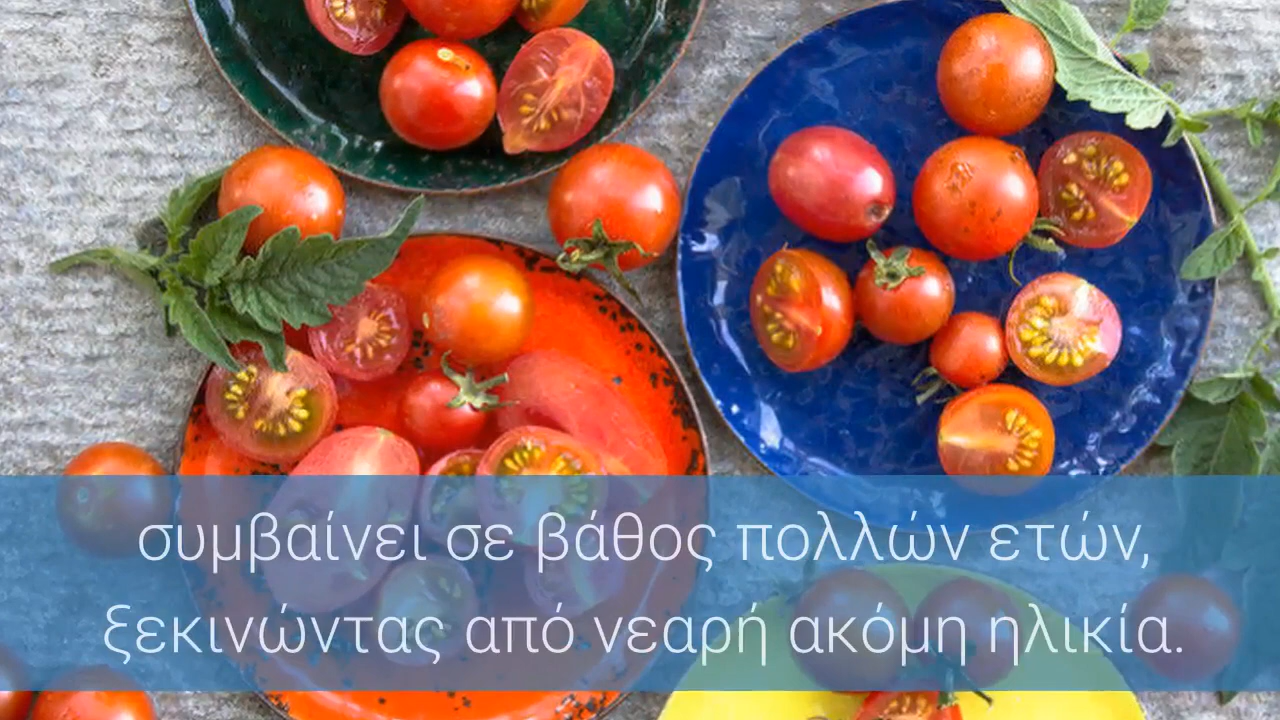 συμβαίνει σε βάθος πολλών ετών,
ξεκινώντας από νεαρή ακόμη ηλικία.